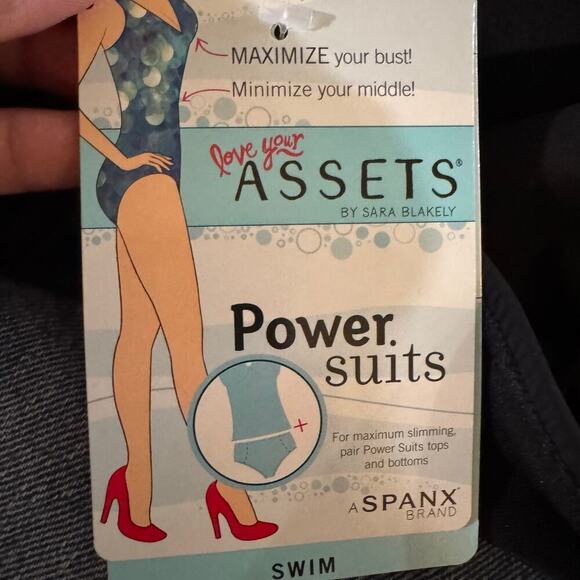 MAXIMIZE your bust!
Minimize your middle!
love your
ASSETS®
BY SARA BLAKELY
Power
suits
+
For maximum slimming,
pair Power Suits tops
and bottoms
A SPANX®
BRAND
SWIM